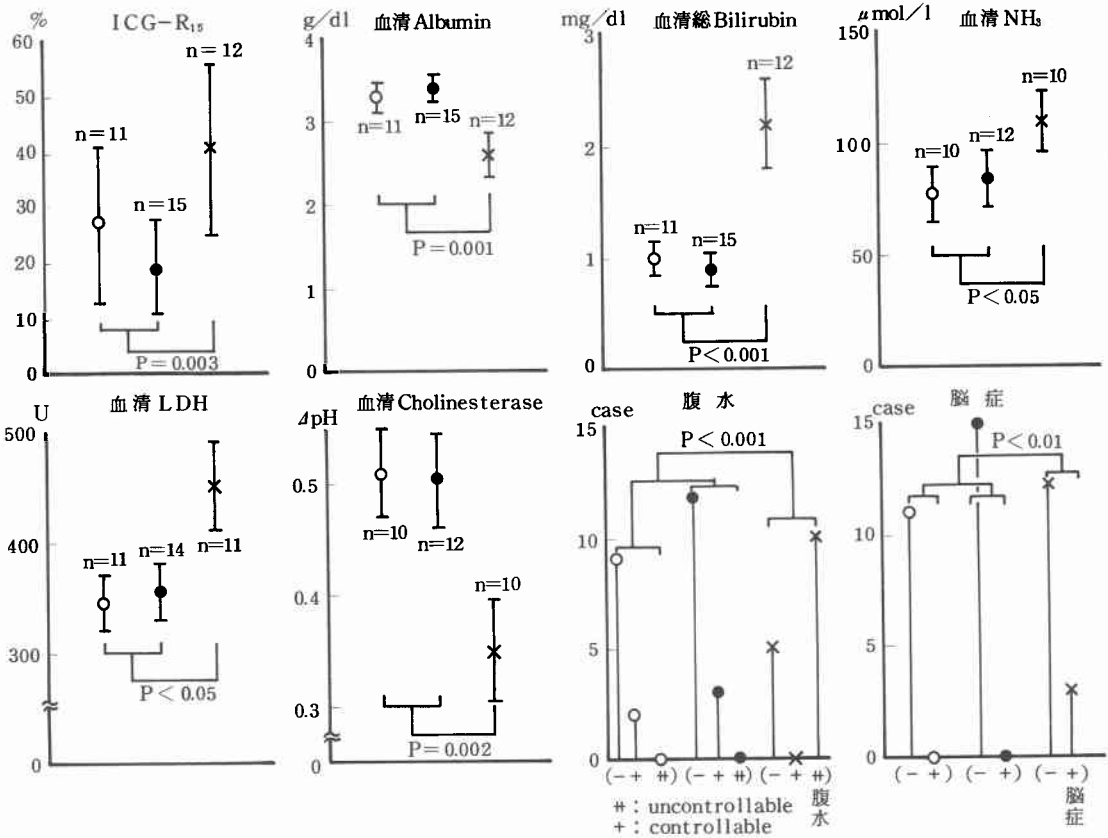 %
ICG-R₁₅
60
50
40
30
20
10
0
n=11
n=15
n=12
P=0.003
g/dl
血清Albumin
4
3
2
1
0
n=11
n=15
n=12
P=0.001
mg/dl
血清総Bilirubin
3
2
1
0
n=11
n=15
n=12
P<0.001
μmol/l
血清NH₃
150
100
50
0
n=10
n=12
n=10
P<0.05
U
血清LDH
500
400
300
0
n=11
n=14
n=11
P<0.05
ΔpH
血清Cholinesterase
0.5
0.4
0.3
0
n=10
n=12
n=10
P=0.002
case
腹水
15
10
5
0
P<0.001
(- + ⧺) (- + ⧺) (- + ⧺)
腹水
⧺: uncontrollable
+: controllable
case
脳症
15
10
5
0
P<0.01
(- +) (- +) (- +)
脳症